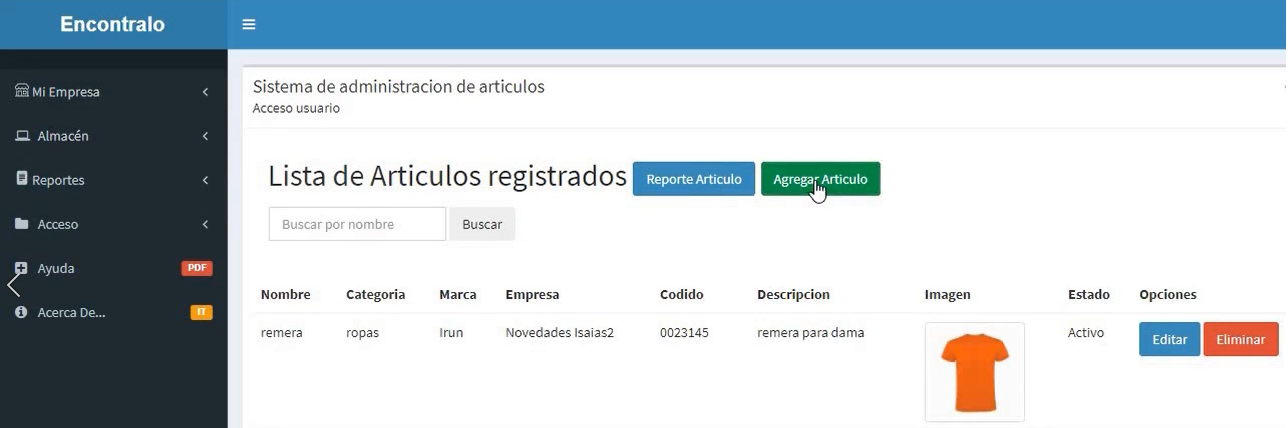 Encontralo
Mi Empresa
Almacén
Reportes
Acceso
Ayuda PDF
Acerca De... IT
Sistema de administracion de articulos
Acceso usuario
Lista de Articulos registrados Reporte Articulo Agregar Articulo
Buscar por nombre Buscar
Nombre Categoria Marca Empresa Codido Descripcion Imagen Estado Opciones
remera ropas Irun Novedades Isaias2 0023145 remera para dama Activo Editar Eliminar